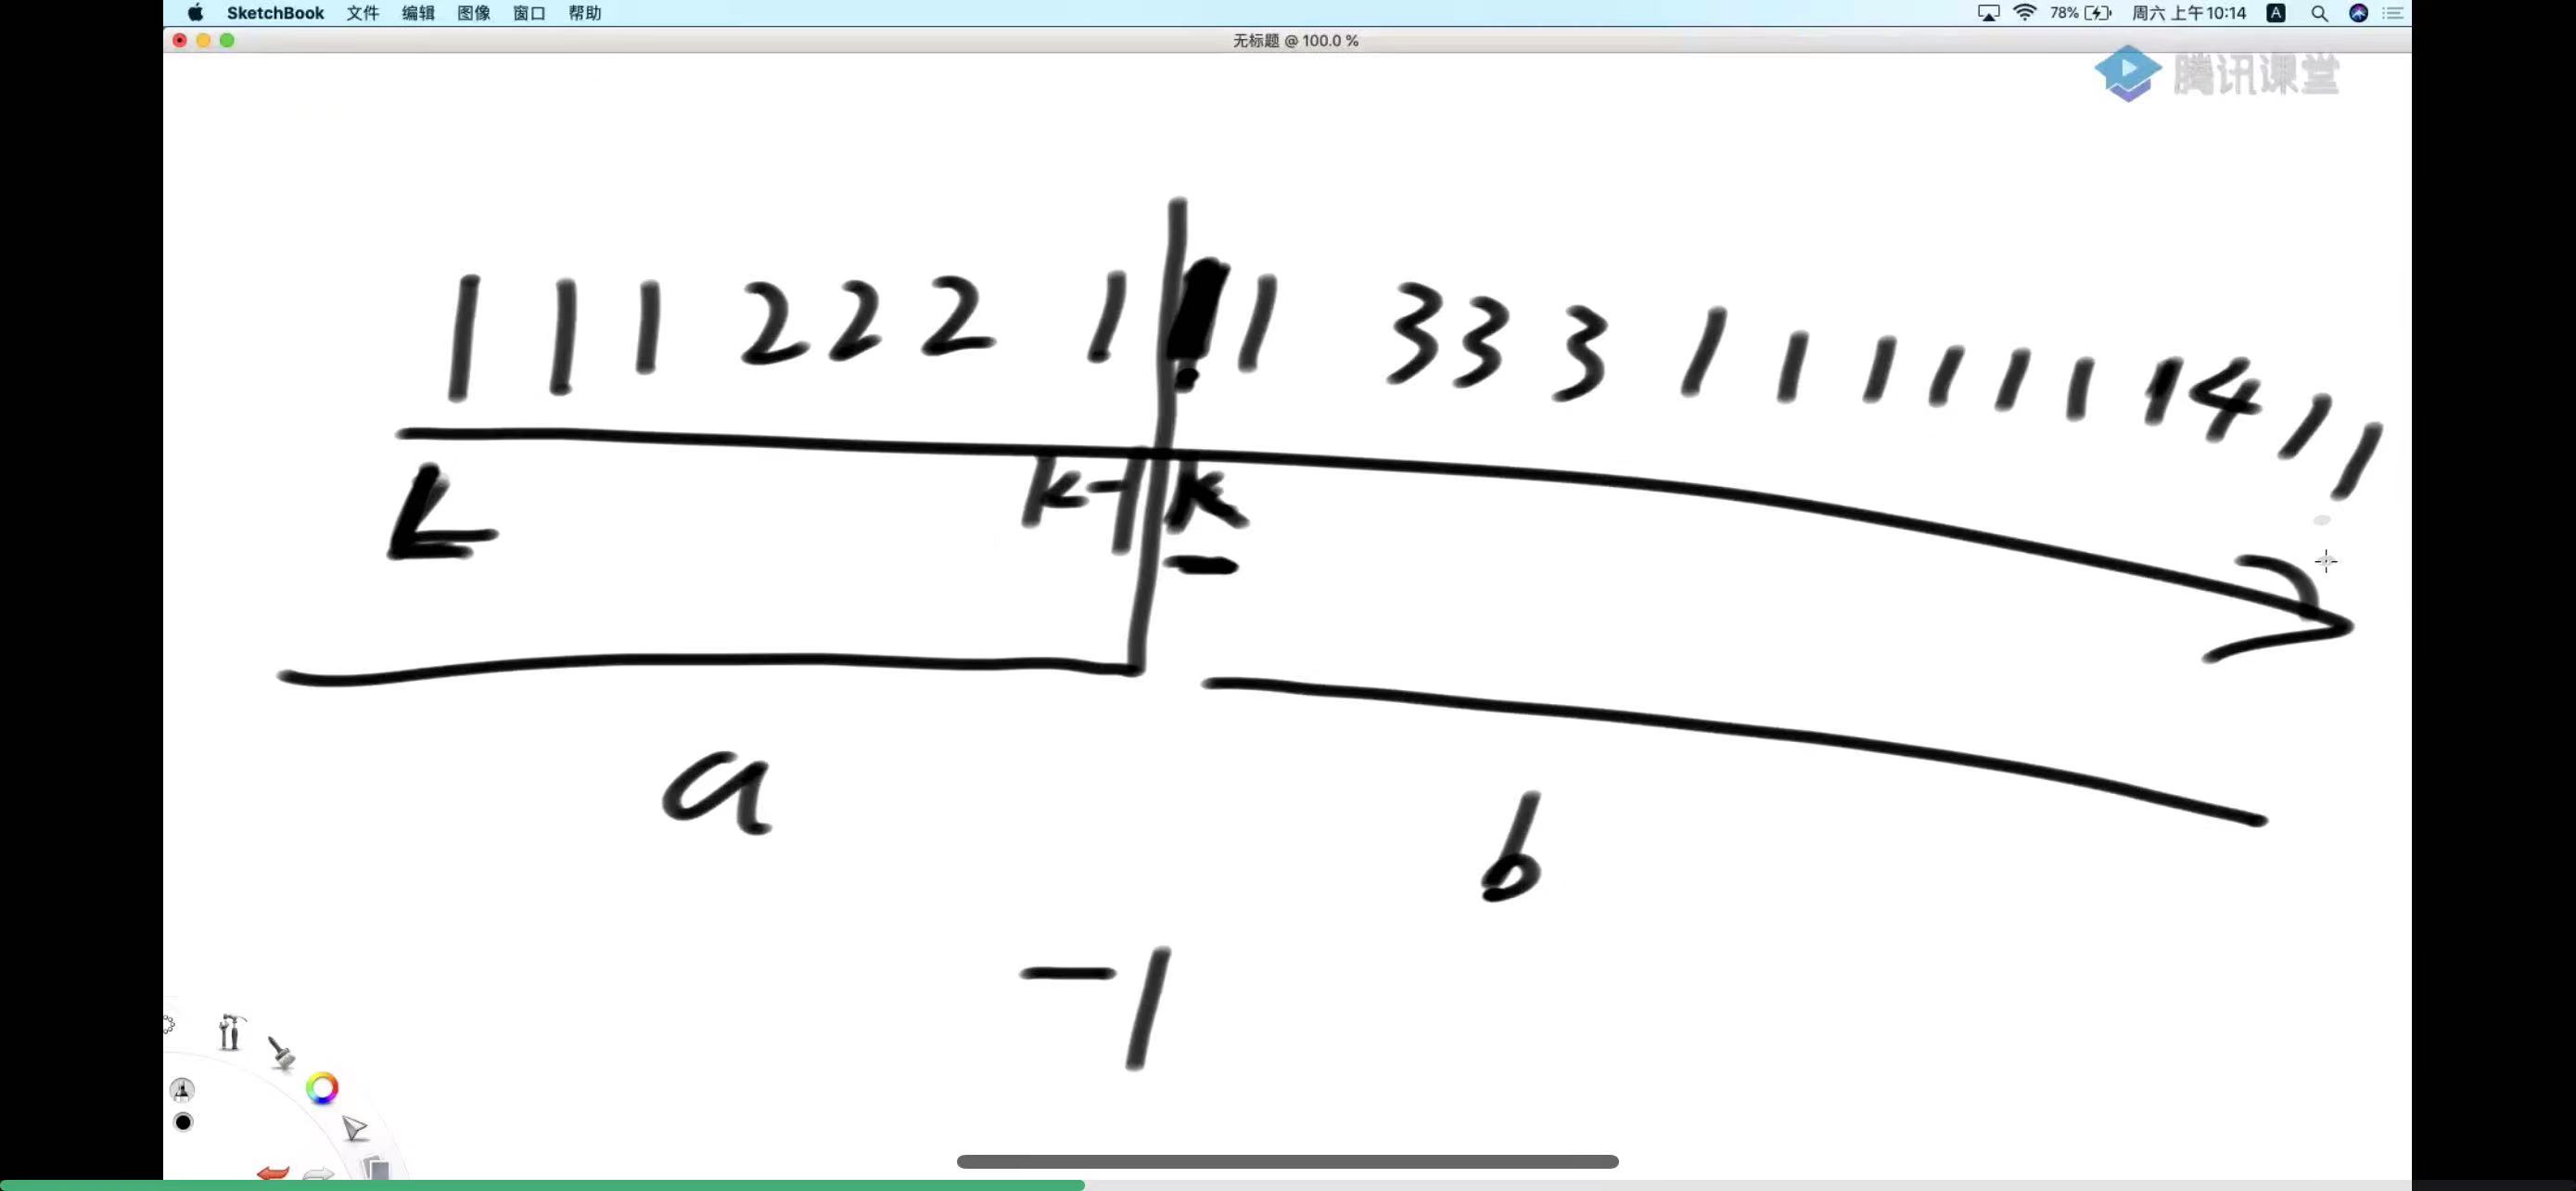 SketchBook 文件 编辑 图像 窗口 帮助 78% 周六 上午10:14 A
无标题 @ 100.0 %
腾讯课堂
1 1 1 2 2 2 1 1 1 3 3 3 1 1 1 1 1 1 1 4 1 1
L k-1 k
a
b
-1